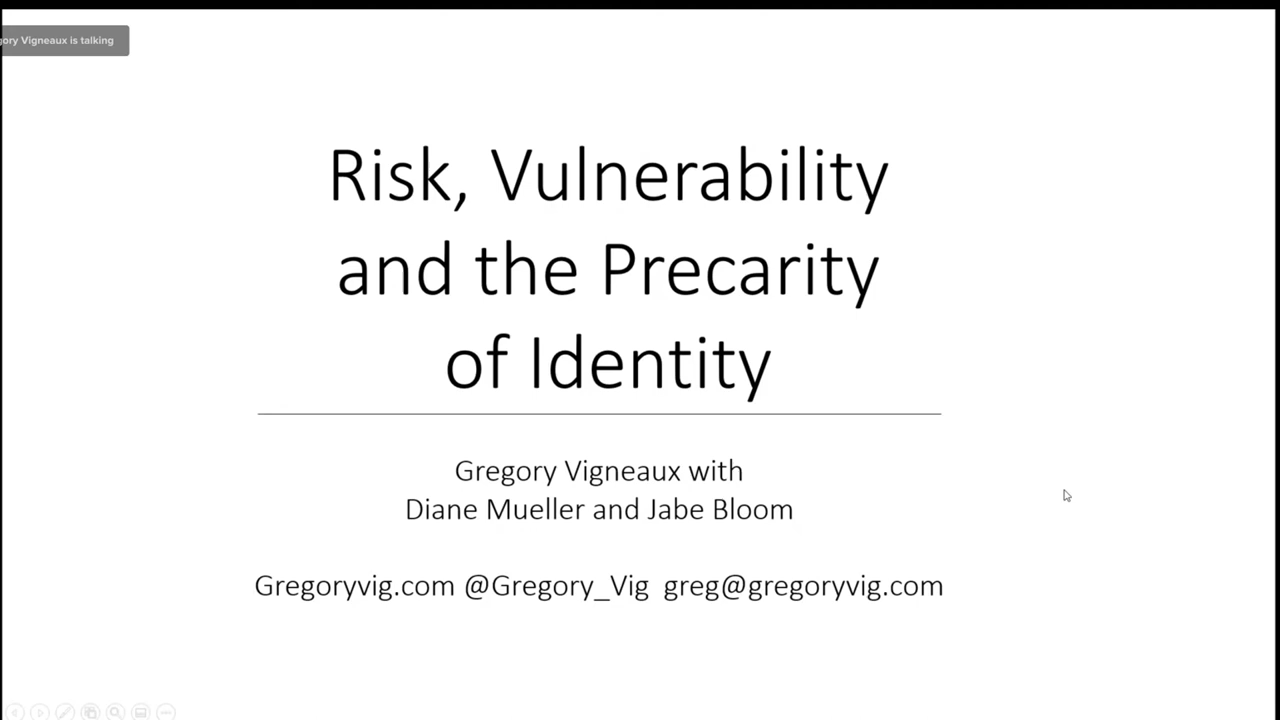 gory Vigneaux is talking
Risk, Vulnerability
and the Precarity
of Identity
Gregory Vigneaux with
Diane Mueller and Jabe Bloom
Gregoryvig.com @Gregory_Vig greg@gregoryvig.com